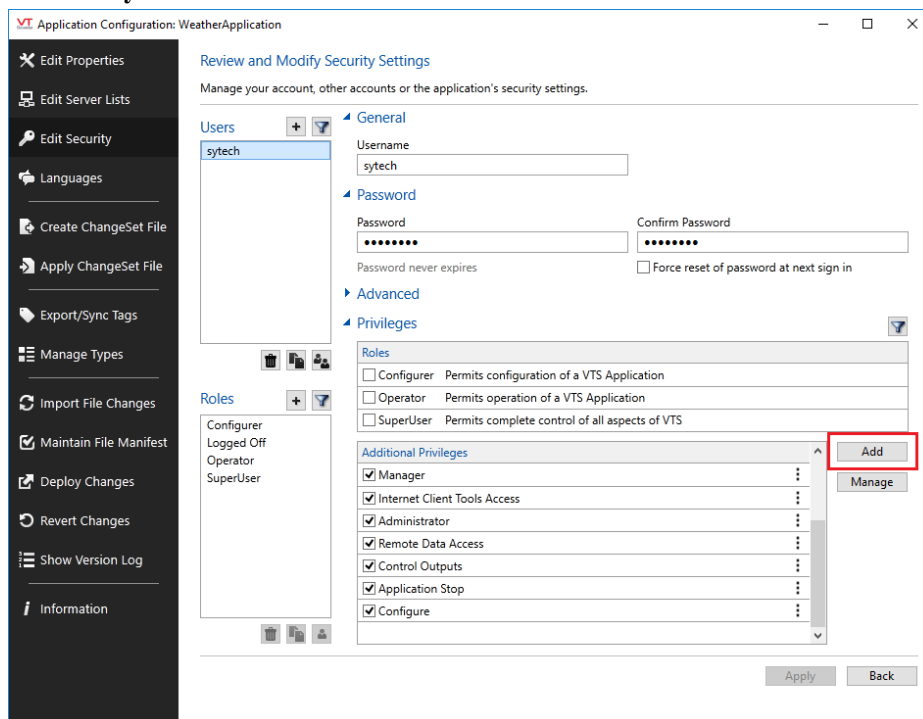 VT Application Configuration: WeatherApplication
Edit Properties
Edit Server Lists
Edit Security
Languages
Create ChangeSet File
Apply ChangeSet File
Export/Sync Tags
Manage Types
Import File Changes
Maintain File Manifest
Deploy Changes
Revert Changes
Show Version Log
Information
Review and Modify Security Settings
Manage your account, other accounts or the application's security settings.
Users
sytech
Roles
Configurer
Logged Off
Operator
SuperUser
General
Username
sytech
Password
Password Confirm Password
Password never expires Force reset of password at next sign in
Advanced
Privileges
Roles
Configurer Permits configuration of a VTS Application
Operator Permits operation of a VTS Application
SuperUser Permits complete control of all aspects of VTS
Additional Privileges Add
Manager Manage
Internet Client Tools Access
Administrator
Remote Data Access
Control Outputs
Application Stop
Configure
Apply Back